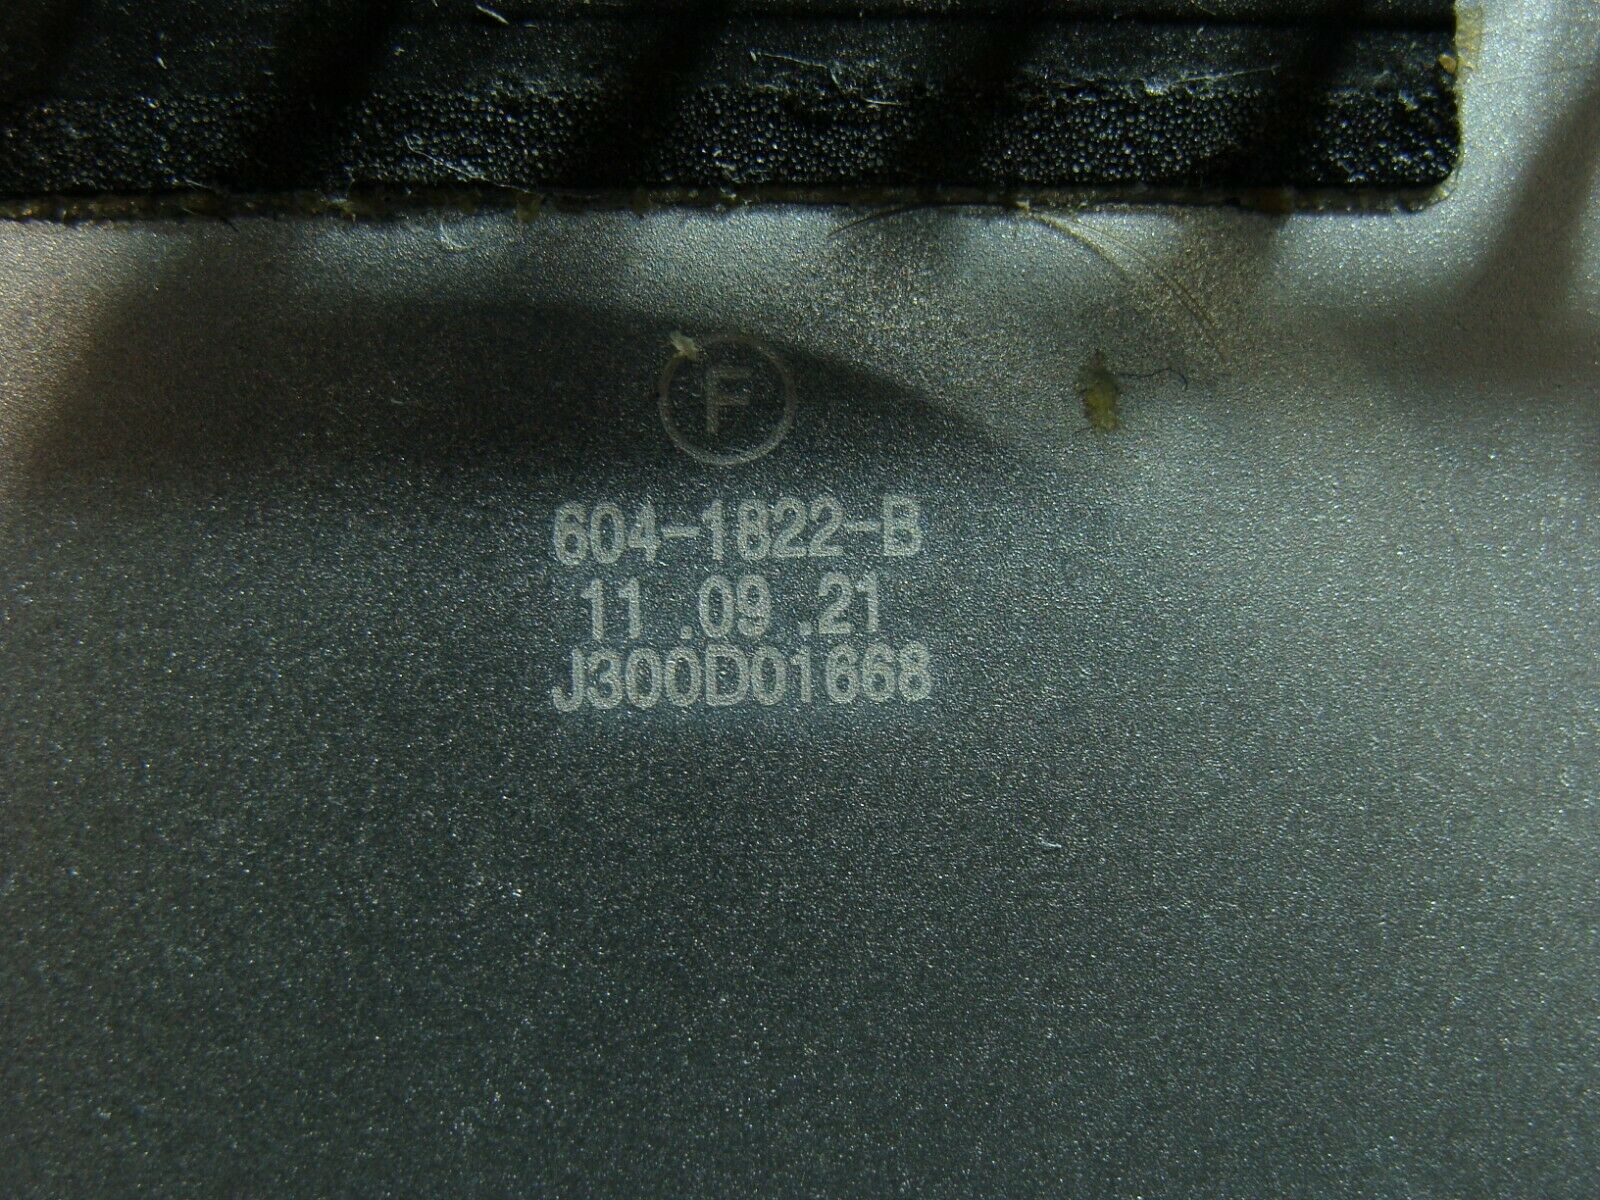 F
604-1822-B
11 .09 .21
J300D01668